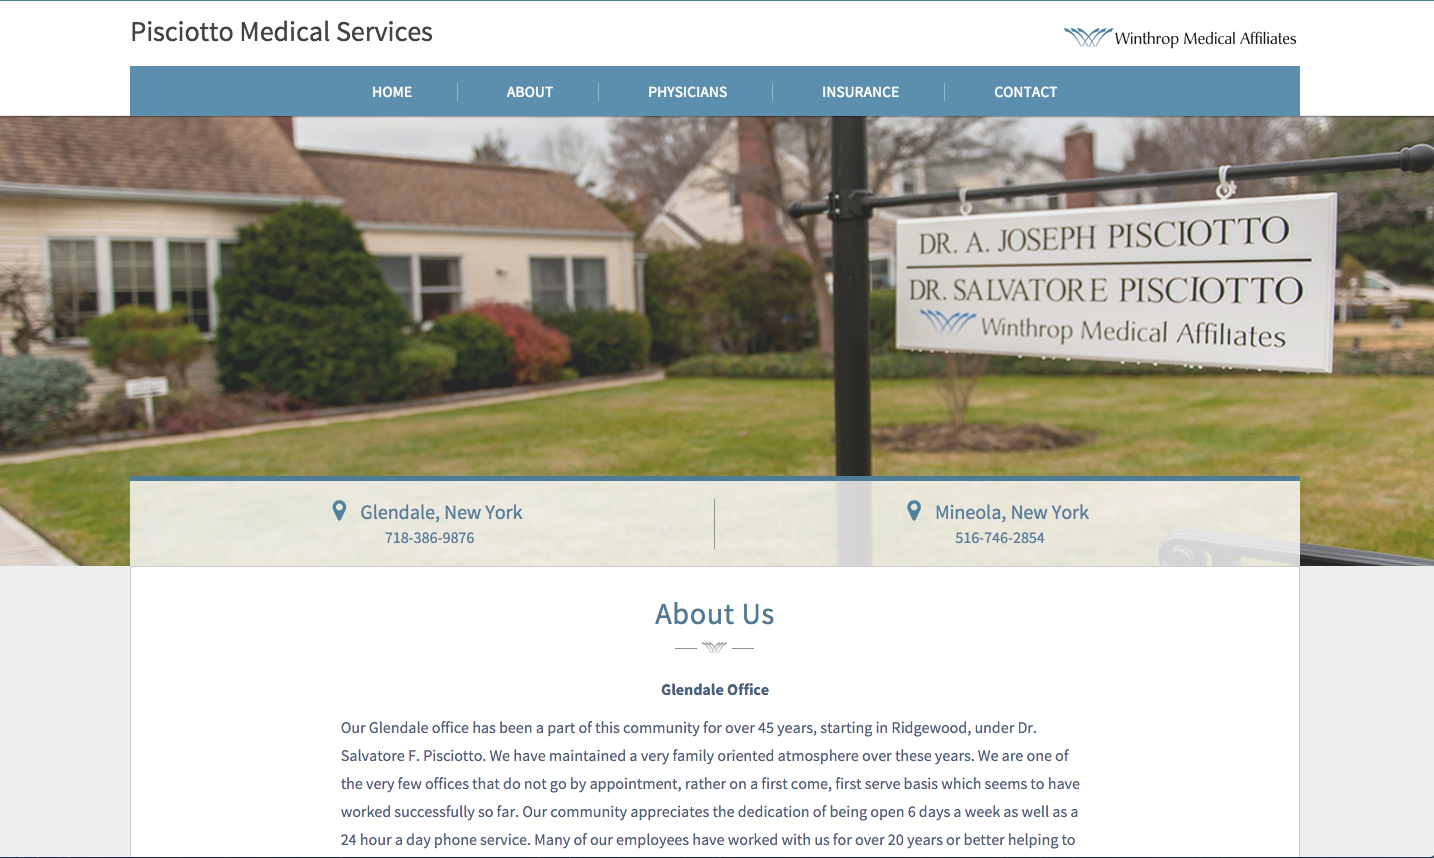 Pisciotto Medical Services
Winthrop Medical Affiliates
HOME
ABOUT
PHYSICIANS
INSURANCE
CONTACT
DR. A. JOSEPH PISCIOTTO
DR. SALVATORE PISCIOTTO
Winthrop Medical Affiliates
Glendale, New York
718-386-9876
Mineola, New York
516-746-2854
About Us
Glendale Office
Our Glendale office has been a part of this community for over 45 years, starting in Ridgewood, under Dr.
Salvatore F. Pisciotto. We have maintained a very family oriented atmosphere over these years. We are one of
the very few offices that do not go by appointment, rather on a first come, first serve basis which seems to have
worked successfully so far. Our community appreciates the dedication of being open 6 days a week as well as a
24 hour a day phone service. Many of our employees have worked with us for over 20 years or better helping to